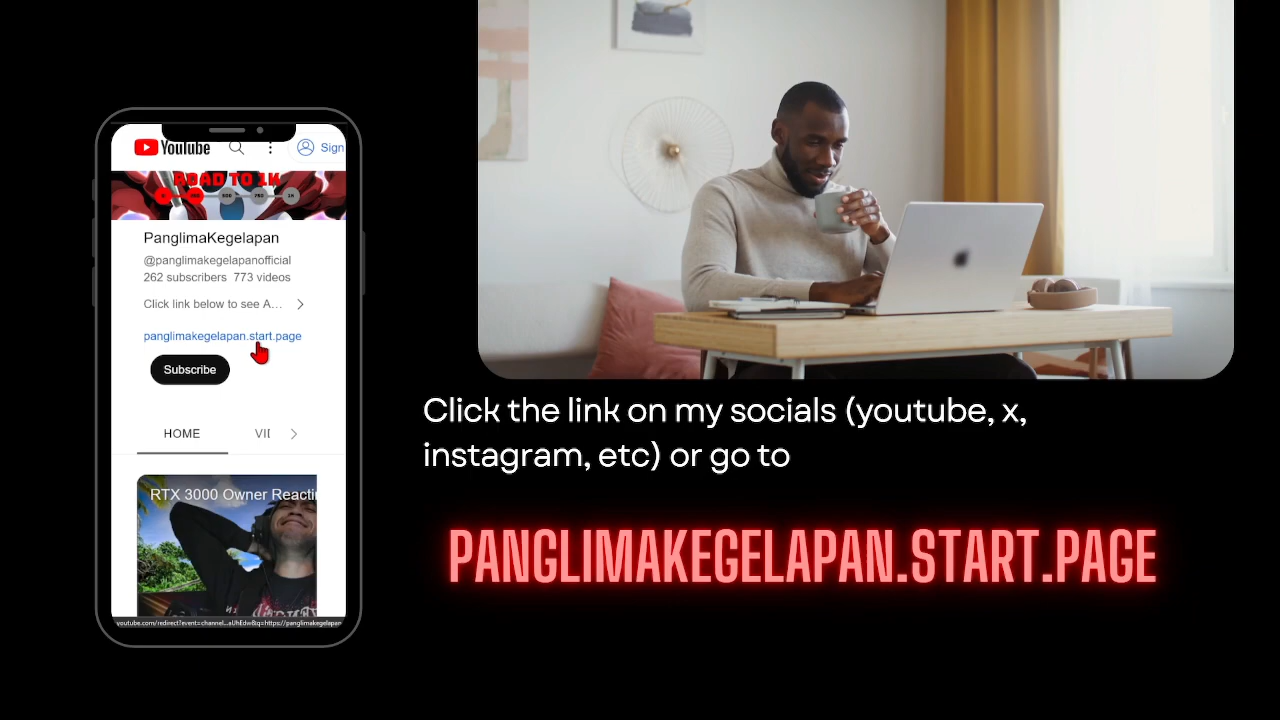 YouTube
Sign
ROAD TO 1K
PanglimaKegelapan
@panglimakegelapanofficial
262 subscribers 773 videos
Click link below to see A...
panglimakegelapan.start.page
Subscribe
HOME
RTX 3000 Owner Reactin
Click the link on my socials (youtube, x,
instagram, etc) or go to
PANGLIMAKEGELAPAN.START.PAGE